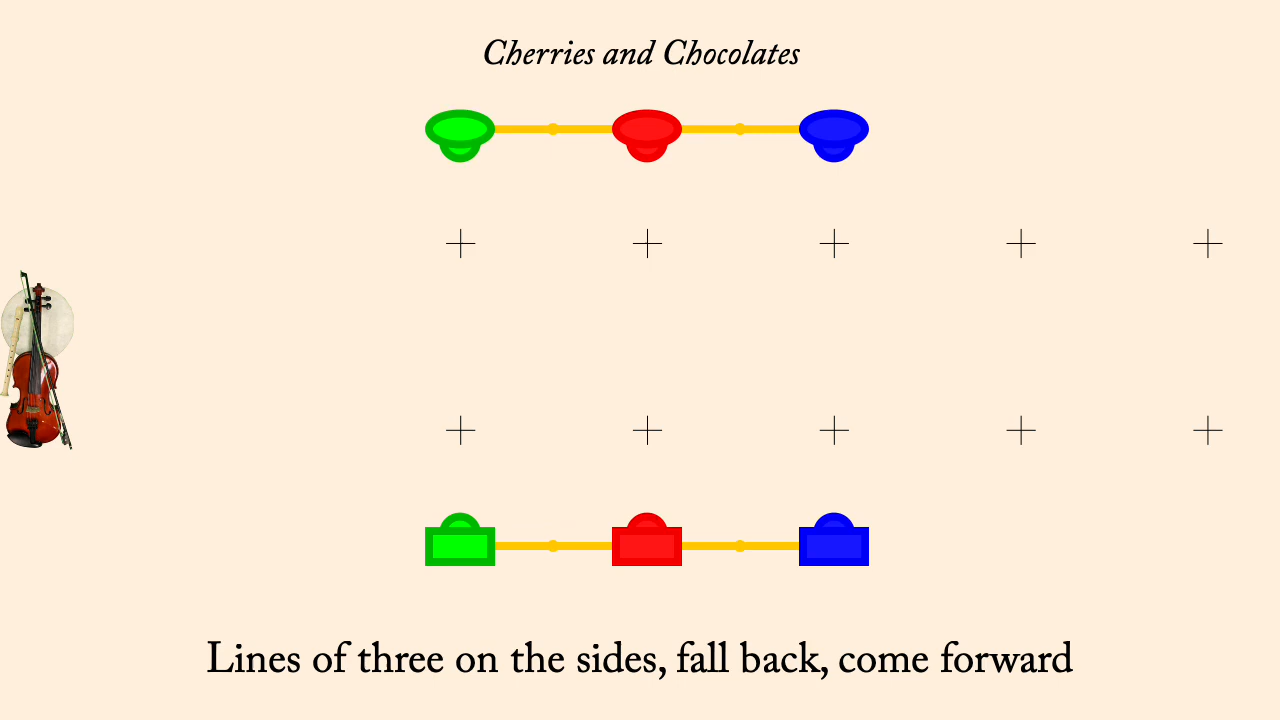 Cherries and Chocolates
Lines of three on the sides, fall back, come forward